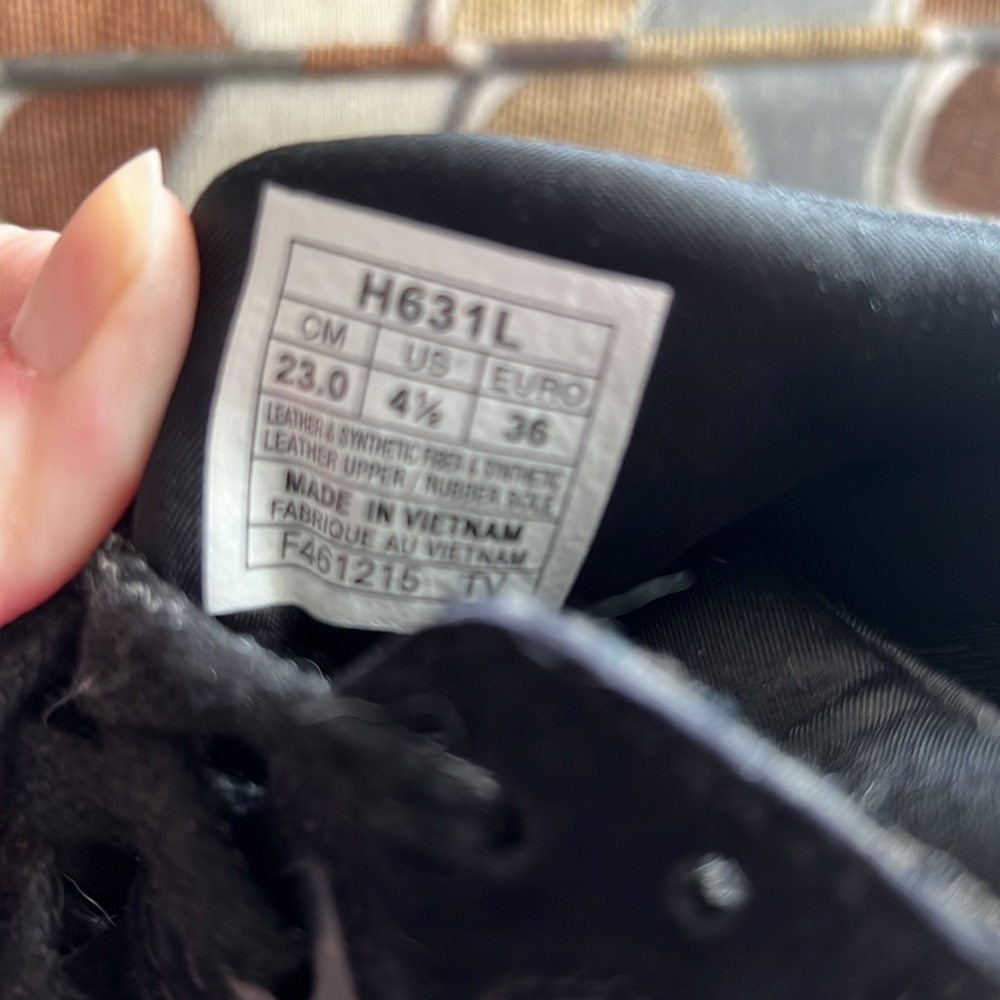 H631L
CM US EURO
23.0 4½ 36
LEATHER & SYNTHETIC FIBER & SYNTHETIC
LEATHER UPPER / RUBBER SOLE
MADE IN VIETNAM
FABRIQUE AU VIETNAM
F461215 TV